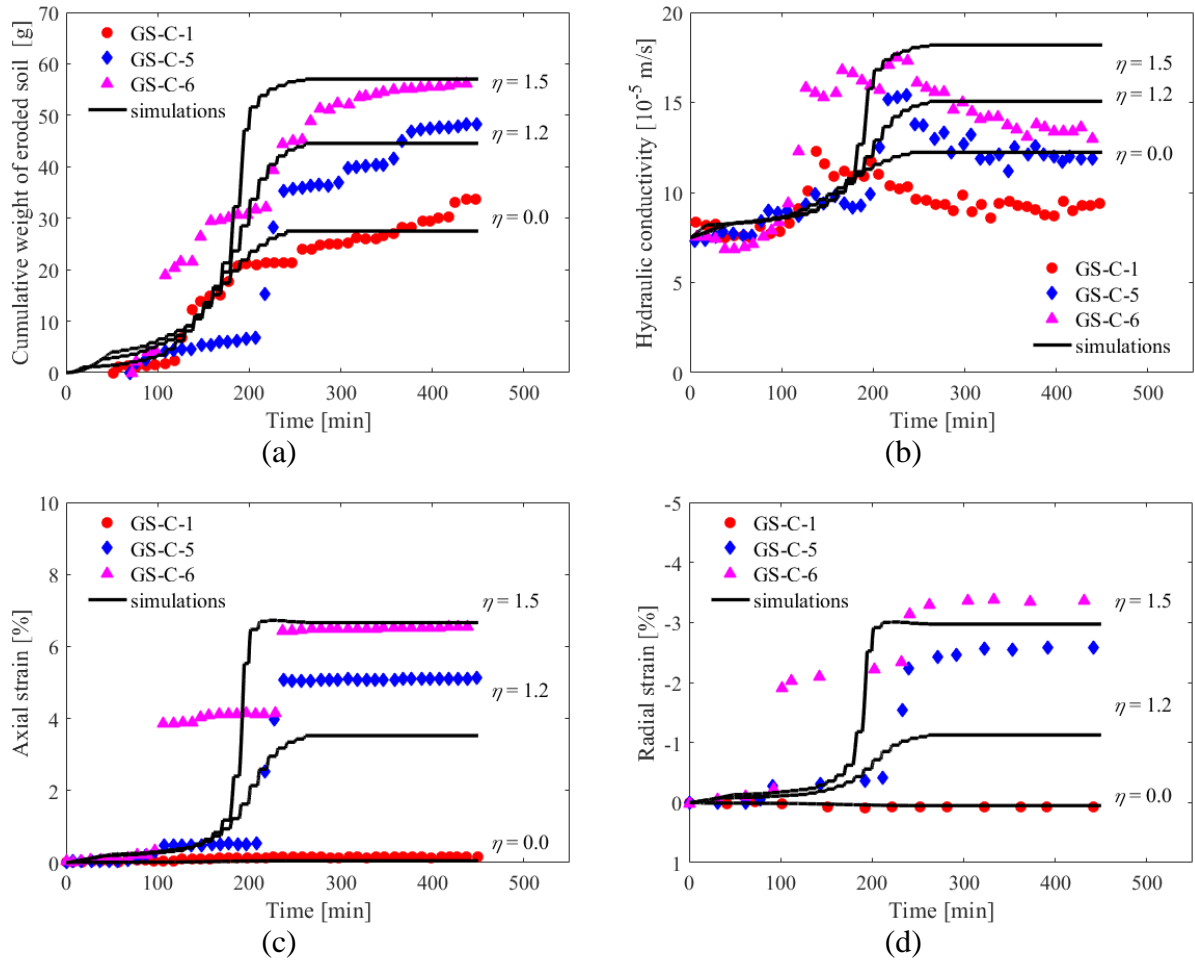 70
60
50
40
30
20
10
0
Cumulative weight of eroded soil [g]
GS-C-1
GS-C-5
GS-C-6
simulations
η = 1.5
η = 1.2
η = 0.0
0 100 200 300 400 500
Time [min]
(a)
20
15
10
5
0
Hydraulic conductivity [10⁻⁵ m/s]
η = 1.5
η = 1.2
η = 0.0
GS-C-1
GS-C-5
GS-C-6
simulations
0 100 200 300 400 500
Time [min]
(b)
10
8
6
4
2
0
Axial strain [%]
GS-C-1
GS-C-5
GS-C-6
simulations
η = 1.5
η = 1.2
η = 0.0
0 100 200 300 400 500
Time [min]
(c)
-5
-4
-3
-2
-1
0
1
Radial strain [%]
GS-C-1
GS-C-5
GS-C-6
simulations
η = 1.5
η = 1.2
η = 0.0
0 100 200 300 400 500
Time [min]
(d)